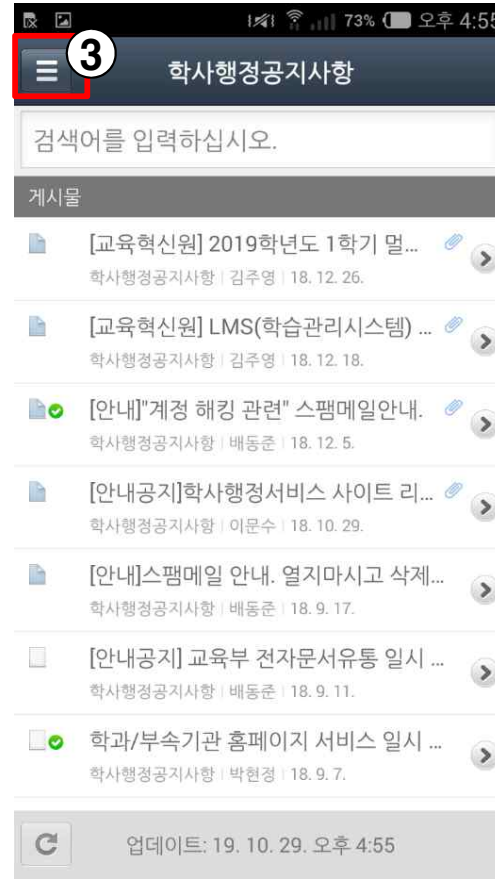 73% 오후 4:55
3
학사행정공지사항
검색어를 입력하십시오.
게시물
[교육혁신원] 2019학년도 1학기 멀...
학사행정공지사항 | 김주영 | 18. 12. 26.
[교육혁신원] LMS(학습관리시스템) ...
학사행정공지사항 | 김주영 | 18. 12. 18.
[안내]"계정 해킹 관련" 스팸메일안내.
학사행정공지사항 | 배동준 | 18. 12. 5.
[안내공지]학사행정서비스 사이트 리...
학사행정공지사항 | 이문수 | 18. 10. 29.
[안내]스팸메일 안내. 열지마시고 삭제...
학사행정공지사항 | 배동준 | 18. 9. 17.
[안내공지] 교육부 전자문서유통 일시 ...
학사행정공지사항 | 배동준 | 18. 9. 11.
학과/부속기관 홈페이지 서비스 일시 ...
학사행정공지사항 | 박현정 | 18. 9. 7.
업데이트: 19. 10. 29. 오후 4:55